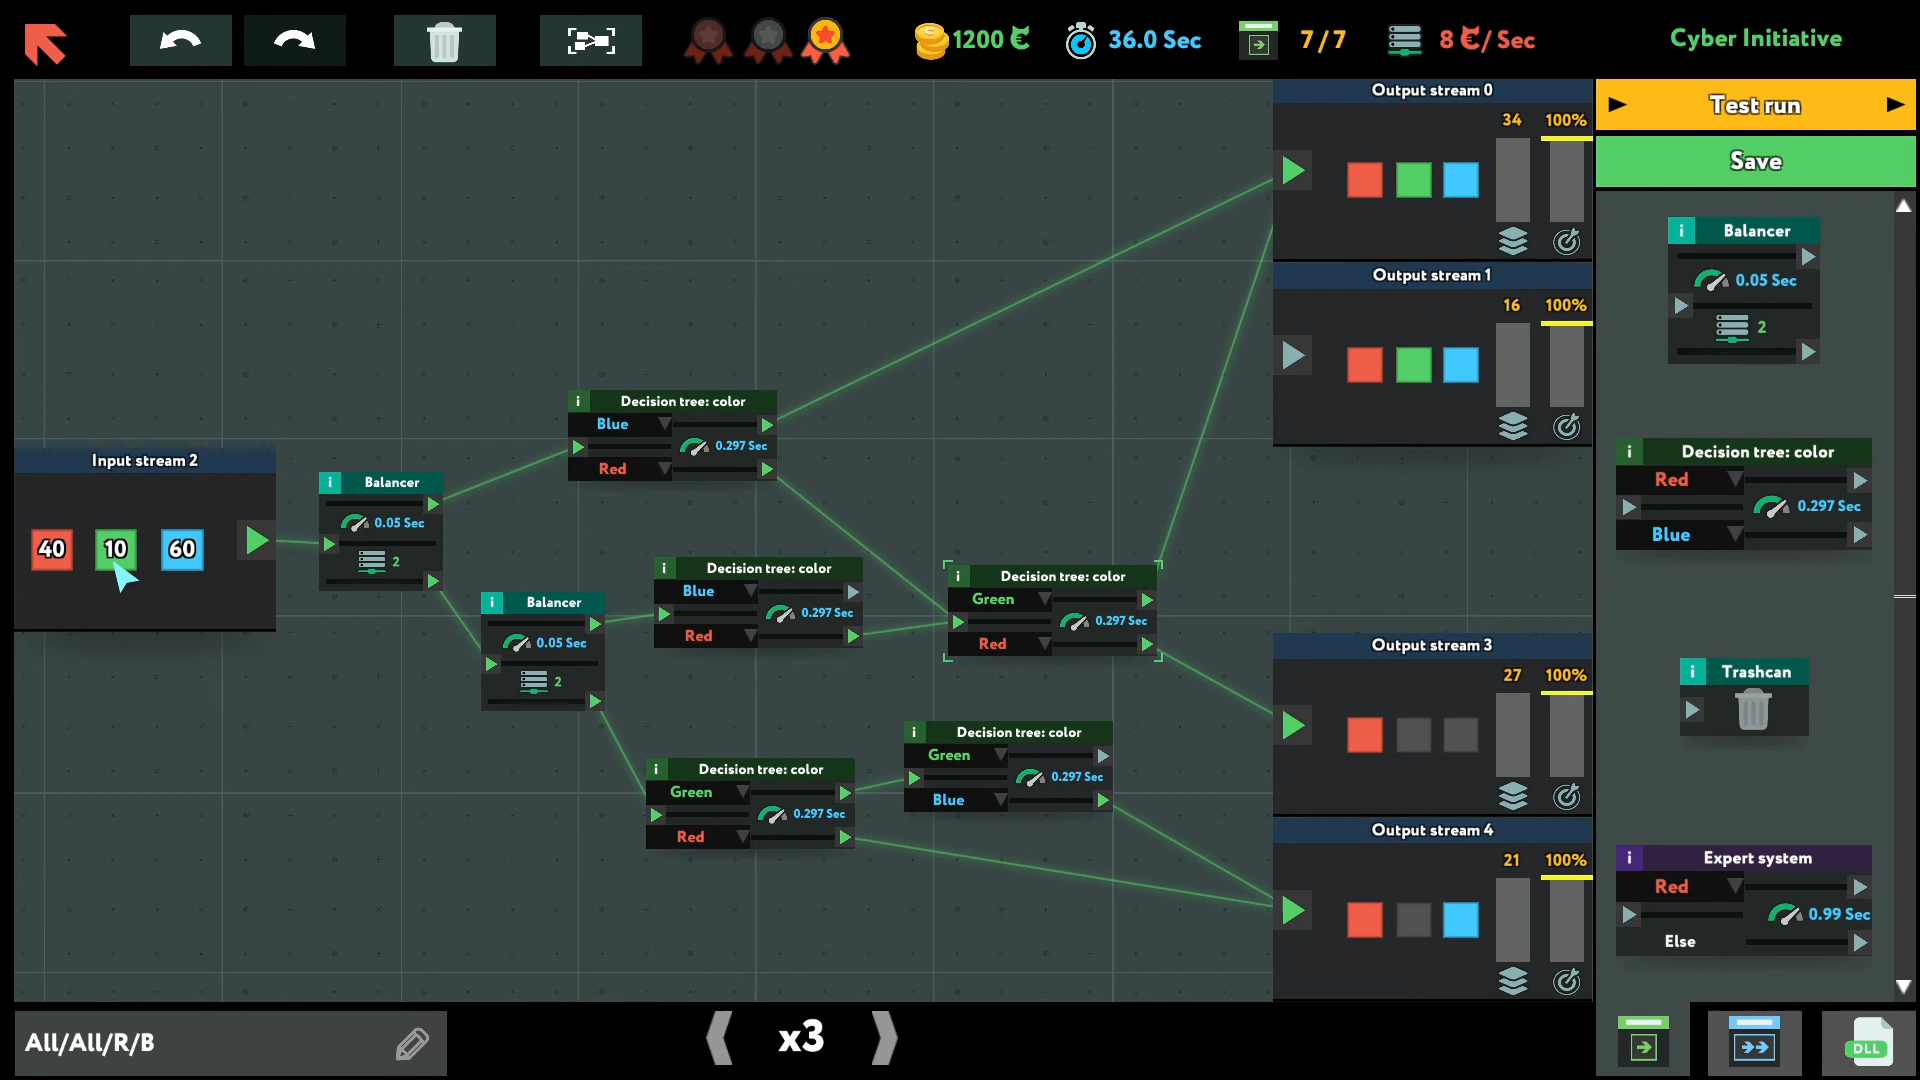 1200
36.0 Sec
7/7
8 €/ Sec
Cyber Initiative
Test run
Save
Output stream 0
34
100%
Output stream 1
16
100%
Output stream 3
27
100%
Output stream 4
21
100%
Input stream 2
40
10
60
i
Balancer
0.05 Sec
2
i
Balancer
0.05 Sec
2
i
Decision tree: color
Blue
0.297 Sec
Red
i
Decision tree: color
Blue
0.297 Sec
Red
i
Decision tree: color
Green
0.297 Sec
Red
i
Decision tree: color
Green
0.297 Sec
Red
i
Decision tree: color
Green
0.297 Sec
Blue
i
Balancer
0.05 Sec
2
i
Decision tree: color
Red
0.297 Sec
Blue
i
Trashcan
i
Expert system
Red
0.99 Sec
Else
All/All/R/B
x3
DLL